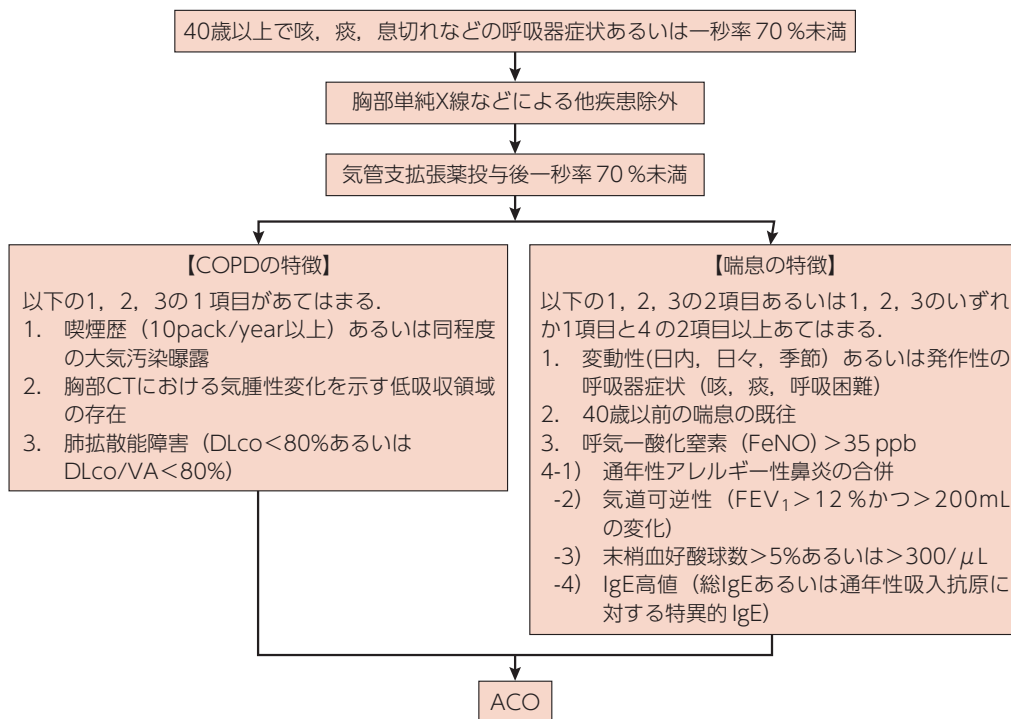 40歳以上で咳，痰，息切れなどの呼吸器症状あるいは一秒率70％未満
胸部単純X線などによる他疾患除外
気管支拡張薬投与後一秒率70％未満
【COPDの特徴】
以下の1，2，3の1項目があてはまる．
1． 喫煙歴（10pack/year以上）あるいは同程度
の大気汚染曝露
2． 胸部CTにおける気腫性変化を示す低吸収領域
の存在
3． 肺拡散能障害（DLco＜80%あるいは
DLco/VA＜80%）
【喘息の特徴】
以下の1，2，3の2項目あるいは1，2，3のいずれ
か1項目と4の2項目以上あてはまる．
1． 変動性(日内，日々，季節）あるいは発作性の
呼吸器症状（咳，痰，呼吸困難）
2． 40歳以前の喘息の既往
3． 呼気一酸化窒素（FeNO）＞35 ppb
4-1） 通年性アレルギー性鼻炎の合併
-2） 気道可逆性（FEV₁＞12％かつ＞200mL
の変化）
-3） 末梢血好酸球数＞5%あるいは＞300/μL
-4） IgE高値（総IgEあるいは通年性吸入抗原に
対する特異的 IgE）
ACO